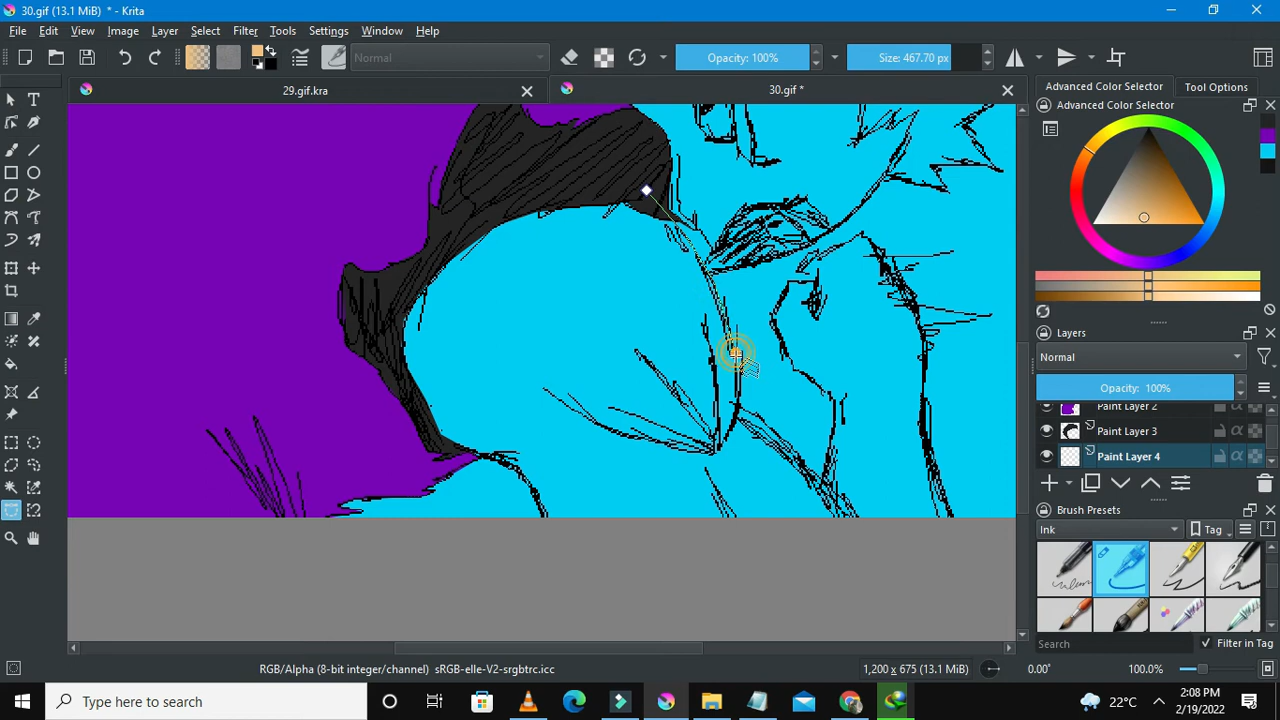 30.gif (13.1 MiB) * - Krita
File Edit View Image Layer Select Filter Tools Settings Window Help
Normal
Opacity: 100%
Size: 467.70 px
29.gif.kra
30.gif *
Advanced Color Selector
Tool Options
Advanced Color Selector
Layers
Normal
Opacity: 100%
Paint Layer 2
Paint Layer 3
Paint Layer 4
Brush Presets
Ink
Tag
Search
Filter in Tag
RGB/Alpha (8-bit integer/channel) sRGB-elle-V2-srgbtrc.icc
1,200 x 675 (13.1 MiB)
0.00°
100.0%
Type here to search
22°C
2:08 PM
2/19/2022